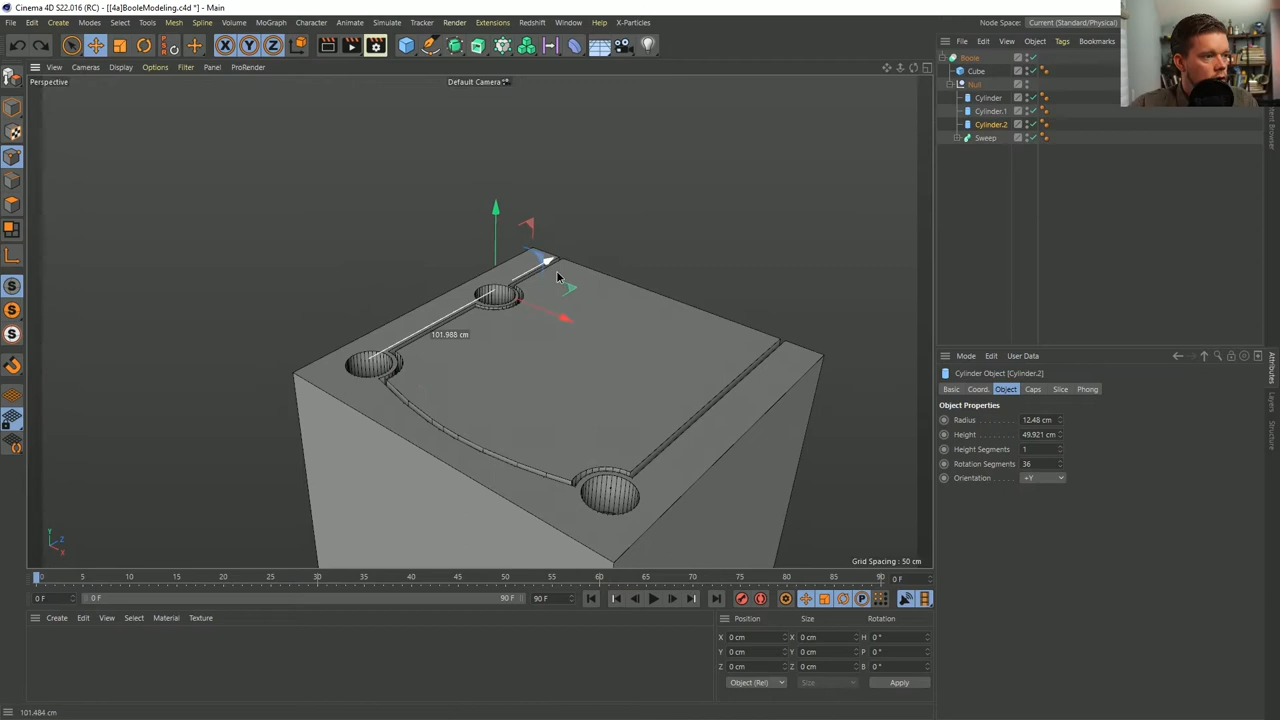 Cinema 4D S22.016 (RC) - [[4a]BooleModeling.c4d *] - Main
File Edit Create Modes Select Tools Mesh Spline Volume MoGraph Character Animate Simulate Tracker Render Extensions Redshift Window Help X-Particles
Node Space: Current (Standard/Physical)
File Edit View Object Tags Bookmarks
View Cameras Display Options Filter Panel ProRender
Perspective
Default Camera
Boole
Cube
Null
Cylinder
Cylinder.1
Cylinder.2
Sweep
Content Browser
101.988 cm
Mode Edit User Data
Cylinder Object [Cylinder.2]
Basic Coord. Object Caps Slice Phong
Object Properties
Radius 12.48 cm
Height 49.921 cm
Height Segments 1
Rotation Segments 36
Orientation +Y
Attributes
Layers
Structure
Y Z X
Grid Spacing : 50 cm
0 5 10 15 20 25 30 35 40 45 50 55 60 65 70 75 80 85 90 0 F
0 F 0 F 90 F 90 F
Create Edit View Select Material Texture
Position Size Rotation
X 0 cm X 0 cm H 0 °
Y 0 cm Y 0 cm P 0 °
Z 0 cm Z 0 cm B 0 °
Object (Rel) Size Apply
101.484 cm